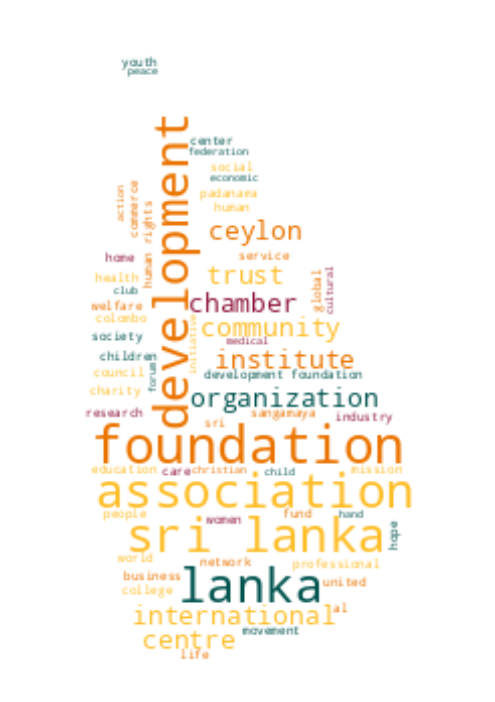 youth
peace
center
federation
social
economic
padanama
human
action
commerce
human rights
development
ceylon
home
service
health
trust
global
cultural
club
welfare
chamber
colombo
community
initiative
society
medical
children
institute
council
forum
development foundation
charity
organization
research
sangamaya
industry
sri
foundation
education
care
christian
child
mission
association
people
women
fund
hand
sri lanka
hope
world
network
professional
business
lanka
united
college
international
al
movement
centre
life